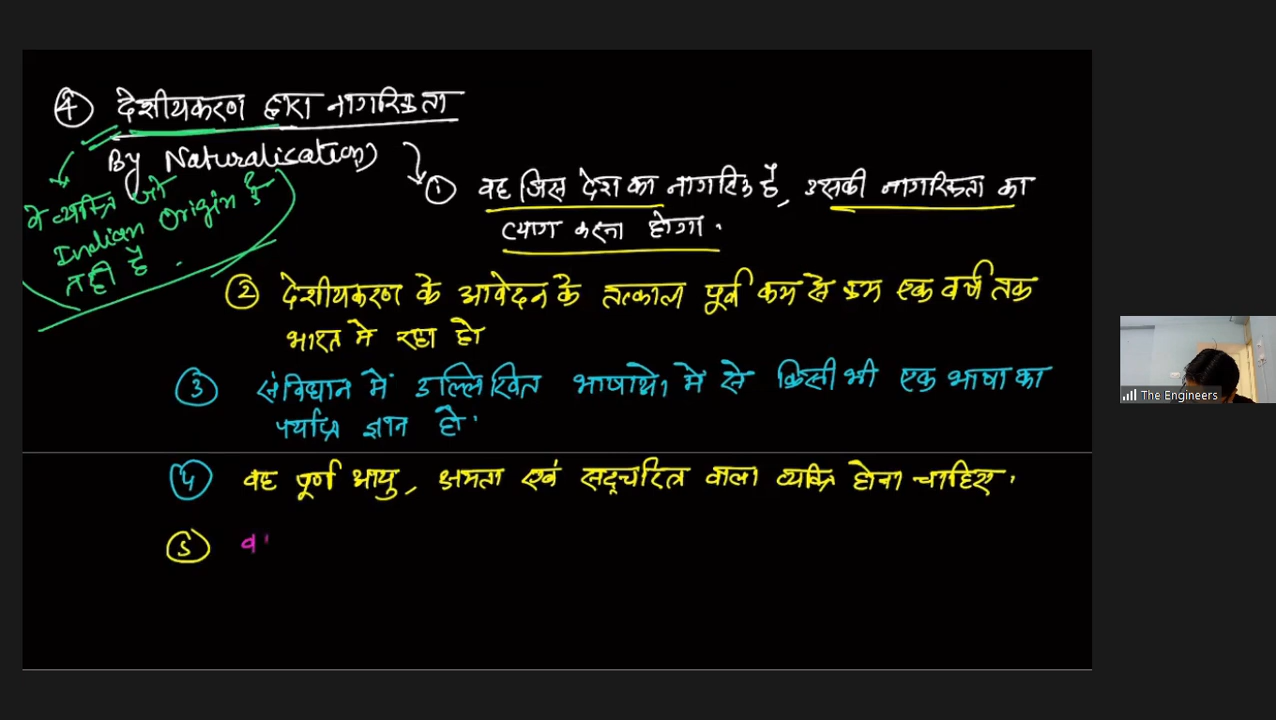 ④ देशीयकरण द्वारा नागरिकता
By Naturalisation)
वे व्यक्ति जो
Indian Origin के
नहीं है .
① वह जिस देश का नागरिक है, उसकी नागरिकता का
त्याग करना होगा .
② देशीयकरण के आवेदन के तत्काल पूर्व कम से कम एक वर्ष तक
भारत मे रहा हो
③ संविधान में उल्लिखित भाषाओ, में से किसी भी एक भाषा का
पर्याप्त ज्ञान हो .
④ वह पूर्ण आयु, क्षमता एवं सद्चरित्र वाला व्यक्ति होना चाहिए .
⑤ व
The Engineers